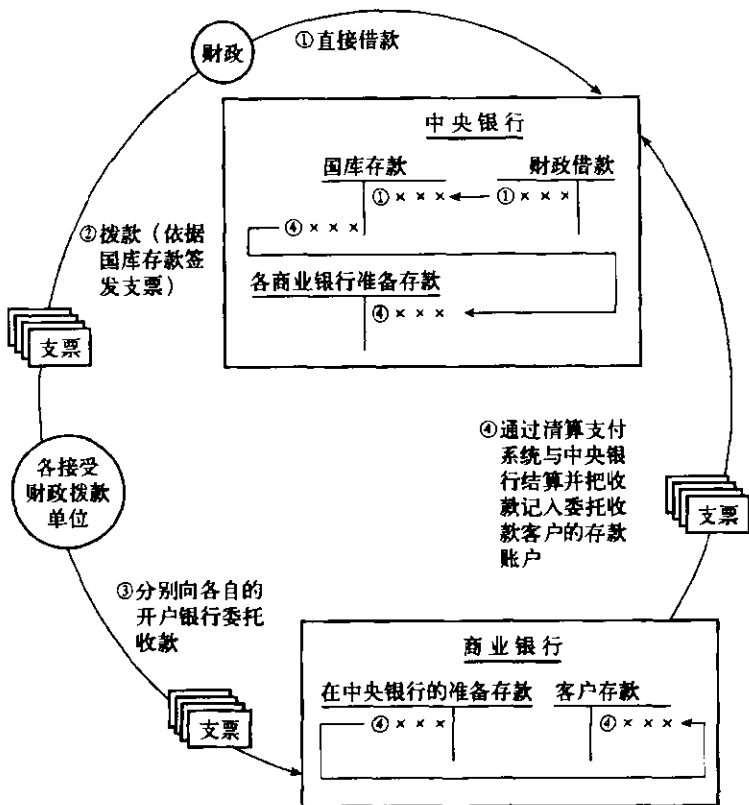 财政
①直接借款
中央银行
国库存款 财政借款
①××× ①×××
④×××
各商业银行准备存款
④×××
②拨款（依据
国库存款签
发支票）
支票
各接受
财政拨款
单位
③分别向各自的
开户银行委托
收款
支票
④通过清算支付
系统与中央银
行结算并把收
款记入委托收
款客户的存款
账户
支票
商业银行
在中央银行的准备存款 客户存款
④××× ④×××